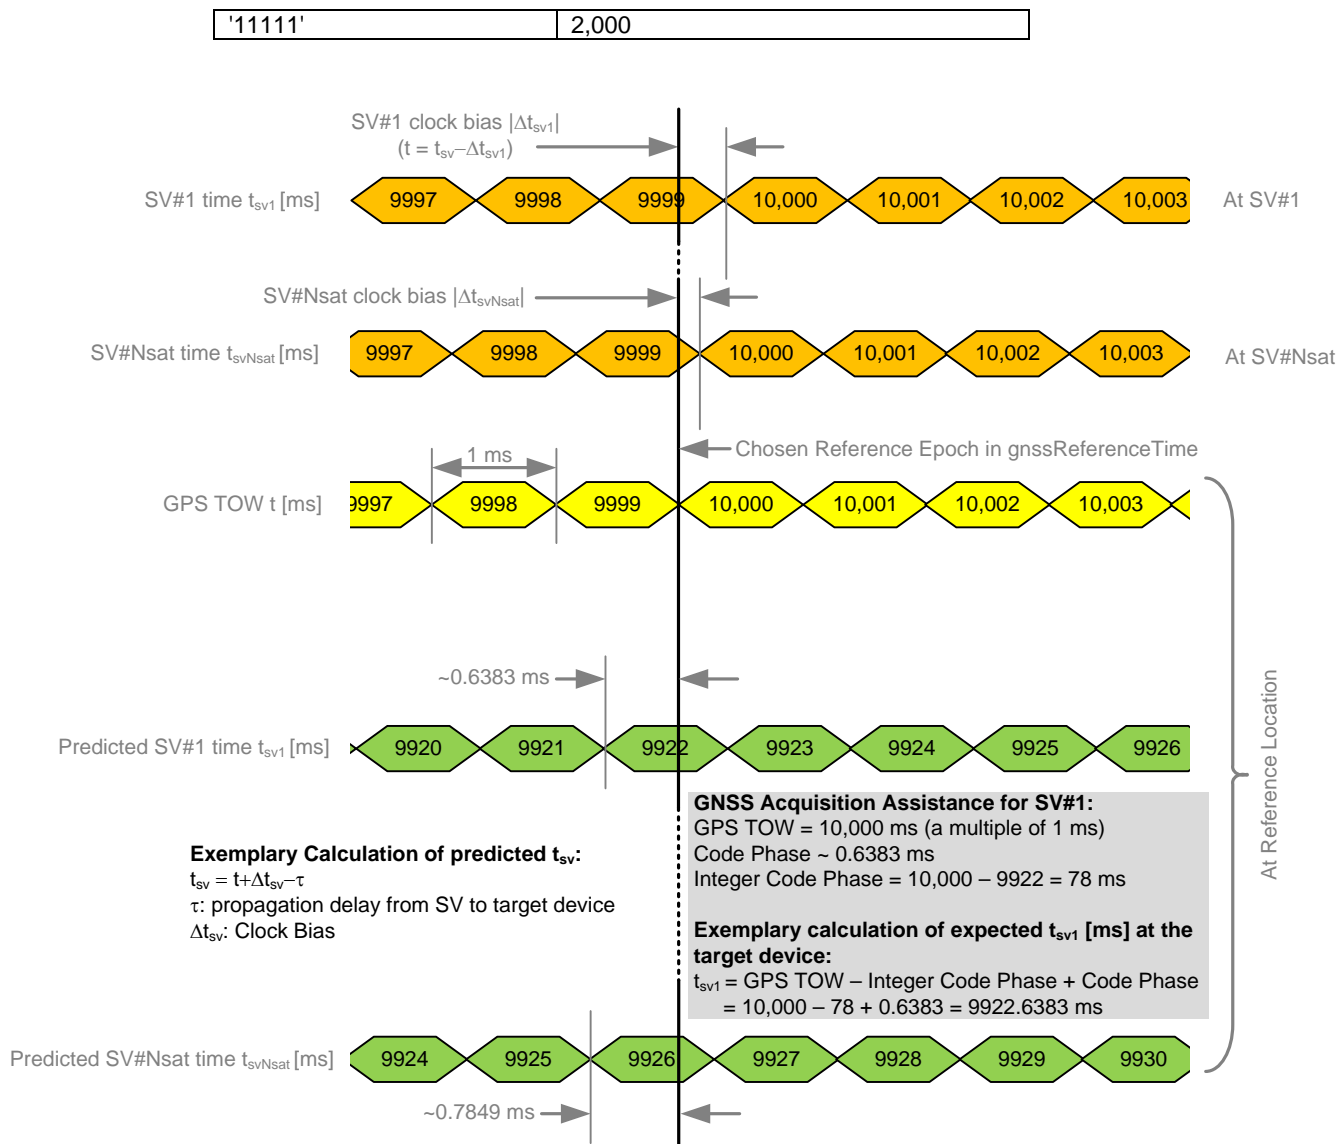 '11111' 2,000
SV#1 clock bias |Δtsv1|
(t = tsv–Δtsv1)
SV#1 time tsv1 [ms] 9997 9998 9999 10,000 10,001 10,002 10,003 At SV#1
SV#Nsat clock bias |ΔtsvNsat|
SV#Nsat time tsvNsat [ms] 9997 9998 9999 10,000 10,001 10,002 10,003 At SV#Nsat
Chosen Reference Epoch in gnssReferenceTime
1 ms
GPS TOW t [ms] 9997 9998 9999 10,000 10,001 10,002 10,003
~0.6383 ms
Predicted SV#1 time tsv1 [ms] 9920 9921 9922 9923 9924 9925 9926
At Reference Location
GNSS Acquisition Assistance for SV#1:
GPS TOW = 10,000 ms (a multiple of 1 ms)
Code Phase ~ 0.6383 ms
Integer Code Phase = 10,000 – 9922 = 78 ms
Exemplary calculation of expected tsv1 [ms] at the
target device:
tsv1 = GPS TOW – Integer Code Phase + Code Phase
= 10,000 – 78 + 0.6383 = 9922.6383 ms
Exemplary Calculation of predicted tsv:
tsv = t+Δtsv–τ
τ: propagation delay from SV to target device
Δtsv: Clock Bias
Predicted SV#Nsat time tsvNsat [ms] 9924 9925 9926 9927 9928 9929 9930
~0.7849 ms